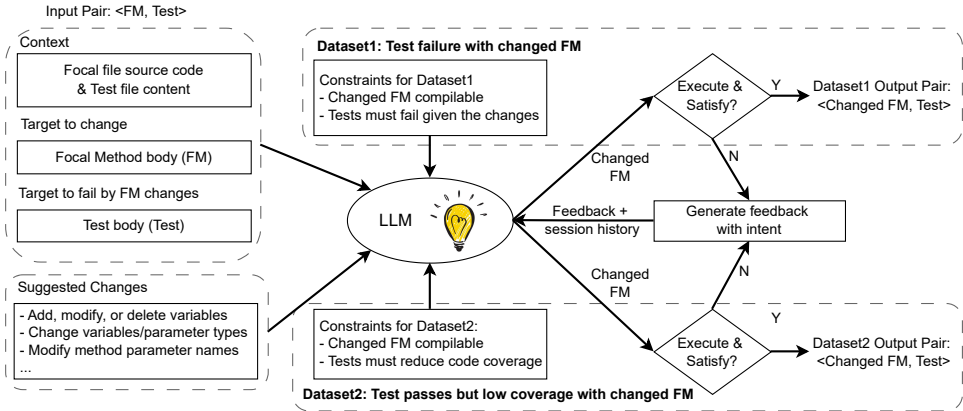 Input Pair: <FM, Test>
Context
Focal file source code
& Test file content
Target to change
Focal Method body (FM)
Target to fail by FM changes
Test body (Test)
Suggested Changes
- Add, modify, or delete variables
- Change variables/parameter types
- Modify method parameter names
...
Dataset1: Test failure with changed FM
Constraints for Dataset1
- Changed FM compilable
- Tests must fail given the changes
LLM
Constraints for Dataset2:
- Changed FM compilable
- Tests must reduce code coverage
Dataset2: Test passes but low coverage with changed FM
Changed
FM
Feedback +
session history
Changed
FM
Execute &
Satisfy?
Y
N
Dataset1 Output Pair:
<Changed FM, Test>
Generate feedback
with intent
N
Execute &
Satisfy?
Y
Dataset2 Output Pair:
<Changed FM, Test>